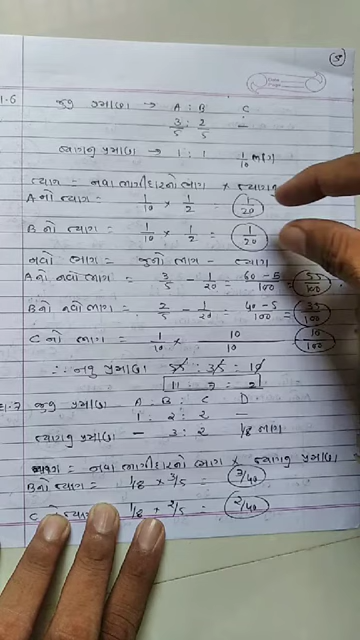 5
દા-6 જુનુ પ્રમાણ → A : B C
3/5 : 2/5 –
ત્યાગનુ પ્રમાણ → 1 : 1 1/10 ભાગ
ત્યાગ = નવા ભાગીદારનો ભાગ × ત્યાગનુ
A નો ત્યાગ = 1/10 × 1/2 = 1/20
B નો ત્યાગ = 1/10 × 1/2 = 1/20
નવો ભાગ = જુનો ભાગ - ત્યાગ
A નો નવો ભાગ = 3/5 - 1/20 = 60 - 5/100 = 55/100
B નો નવો ભાગ = 2/5 - 1/20 = 40 - 5/100 = 35/100
C નો ભાગ = 1/10 × 10/10 = 10/100
∴ નવુ પ્રમાણ 55 : 35 : 10
11 : 7 : 2
દા-7 જુનુ પ્રમાણ A : B : C D
1 : 2 : 2 –
ત્યાગનુ પ્રમાણ – 3 : 2 1/8 ભાગ
ત્યાગ = નવા ભાગીદારનો ભાગ × ત્યાગનુ પ્રમાણ
B નો ત્યાગ = 1/8 × 3/5 = 3/40
C નો ત્યાગ = 1/8 × 2/5 = 2/40